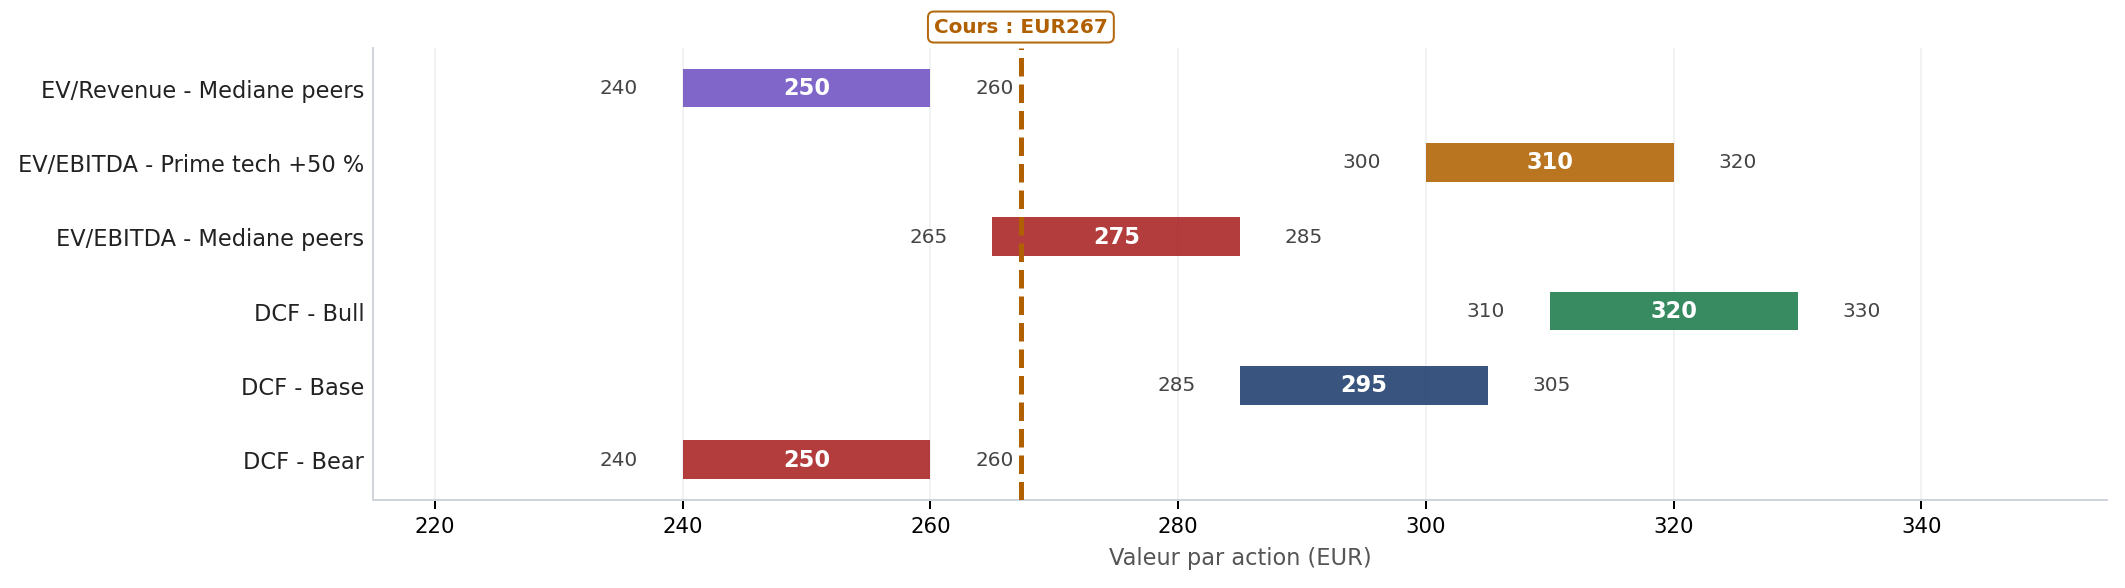 Cours : EUR267
EV/Revenue - Mediane peers 240 250 260
EV/EBITDA - Prime tech +50 % 300 310 320
EV/EBITDA - Mediane peers 265 275 285
DCF - Bull 310 320 330
DCF - Base 285 295 305
DCF - Bear 240 250 260
220 240 260 280 300 320 340
Valeur par action (EUR)